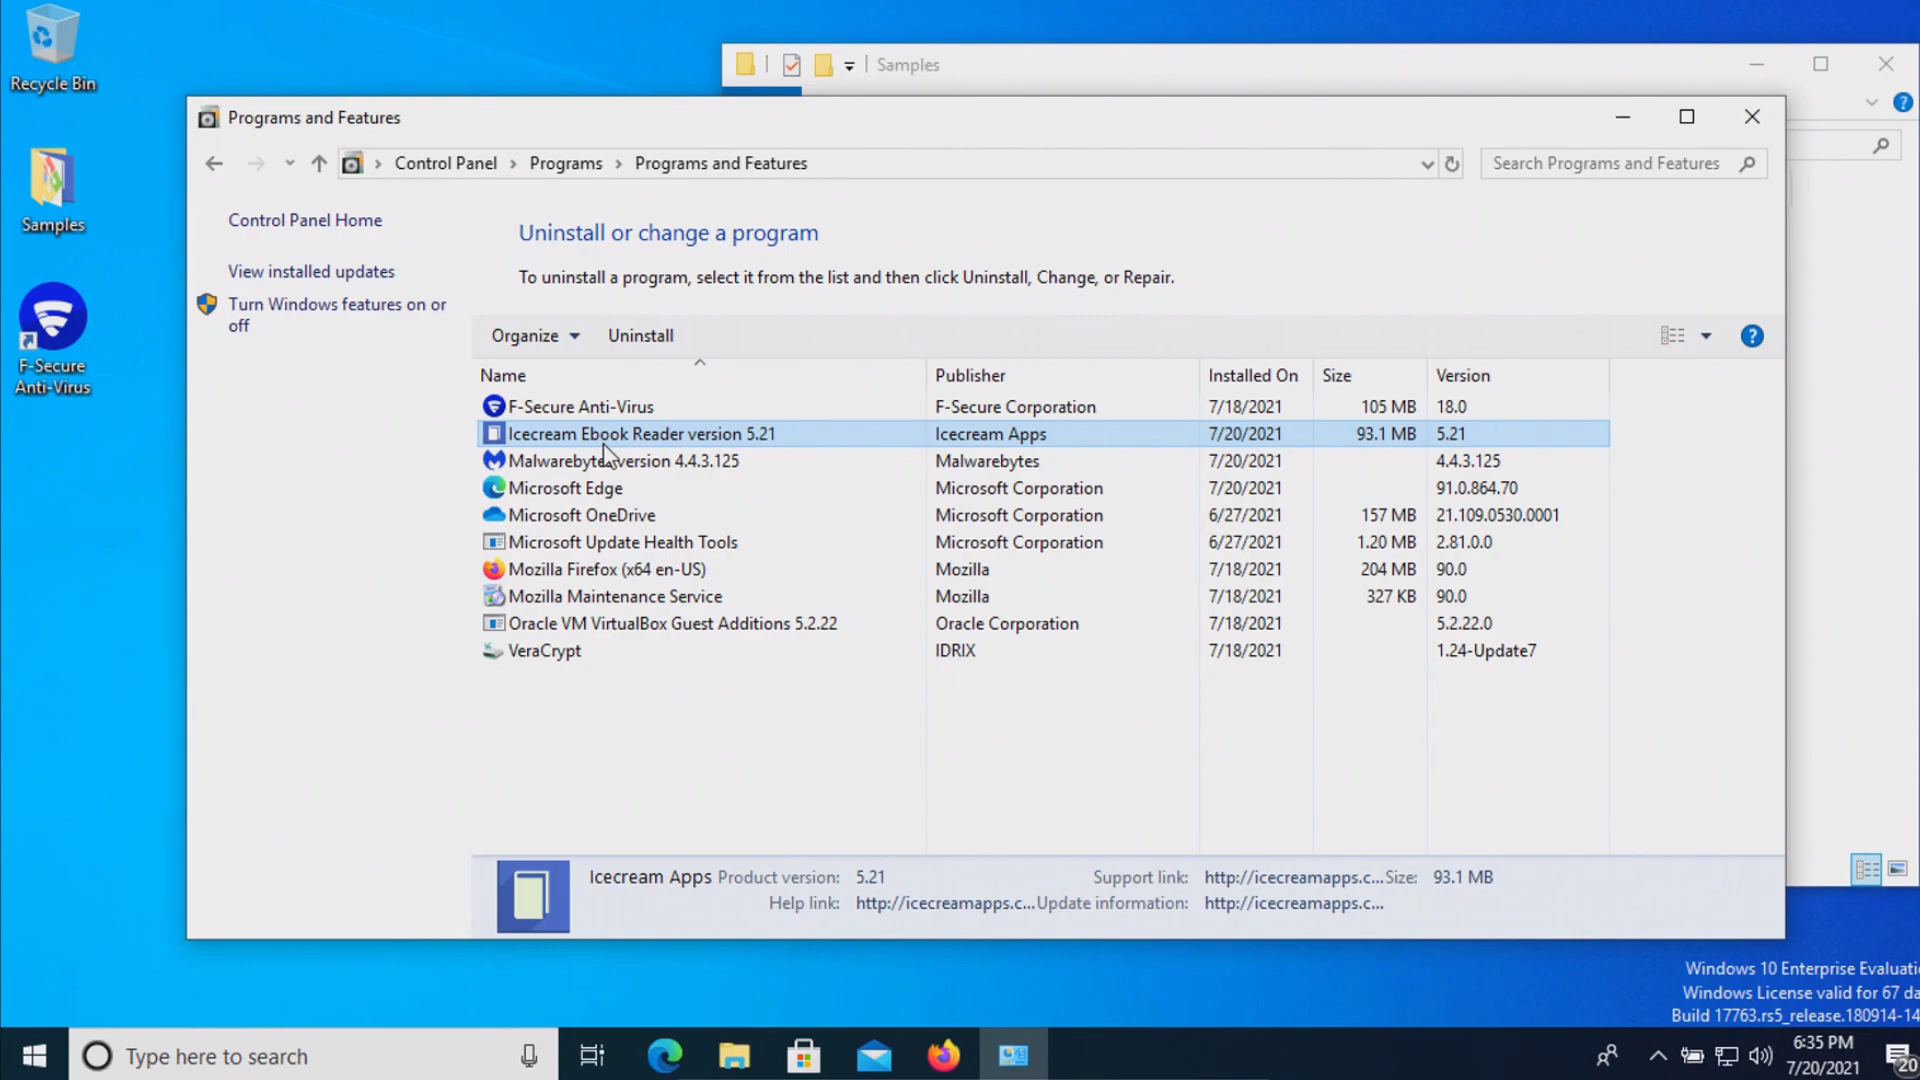 Recycle Bin
Samples
F-Secure
Anti-Virus
Samples
Programs and Features
Control Panel > Programs > Programs and Features
Search Programs and Features
Control Panel Home
View installed updates
Turn Windows features on or
off
Uninstall or change a program
To uninstall a program, select it from the list and then click Uninstall, Change, or Repair.
Organize Uninstall
Name Publisher Installed On Size Version
F-Secure Anti-Virus F-Secure Corporation 7/18/2021 105 MB 18.0
Icecream Ebook Reader version 5.21 Icecream Apps 7/20/2021 93.1 MB 5.21
Malwarebytes version 4.4.3.125 Malwarebytes 7/20/2021 4.4.3.125
Microsoft Edge Microsoft Corporation 7/20/2021 91.0.864.70
Microsoft OneDrive Microsoft Corporation 6/27/2021 157 MB 21.109.0530.0001
Microsoft Update Health Tools Microsoft Corporation 6/27/2021 1.20 MB 2.81.0.0
Mozilla Firefox (x64 en-US) Mozilla 7/18/2021 204 MB 90.0
Mozilla Maintenance Service Mozilla 7/18/2021 327 KB 90.0
Oracle VM VirtualBox Guest Additions 5.2.22 Oracle Corporation 7/18/2021 5.2.22.0
VeraCrypt IDRIX 7/18/2021 1.24-Update7
Icecream Apps Product version: 5.21 Support link: http://icecreamapps.c... Size: 93.1 MB
Help link: http://icecreamapps.c... Update information: http://icecreamapps.c...
Windows 10 Enterprise Evaluati
Windows License valid for 67 da
Build 17763.rs5_release.180914-14
Type here to search
6:35 PM
7/20/2021
20